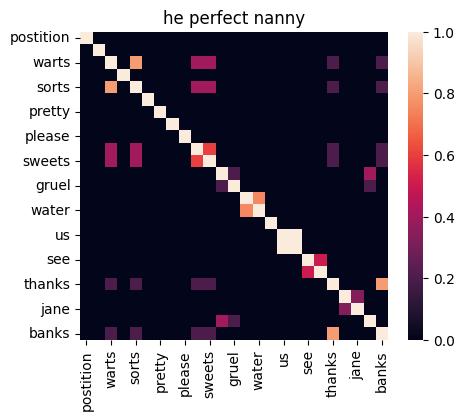 he perfect nanny
postition
warts
sorts
pretty
please
sweets
gruel
water
us
see
thanks
jane
banks
1.0
0.8
0.6
0.4
0.2
0.0
postition
warts
sorts
pretty
please
sweets
gruel
water
us
see
thanks
jane
banks